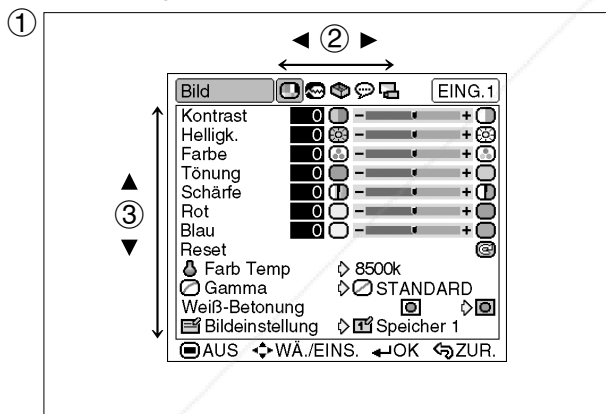 ①
◄ ② ►
Bild EING.1
Kontrast 0 - +
Helligk. 0 - +
Farbe 0 - +
Tönung 0 - +
Schärfe 0 - +
Rot 0 - +
Blau 0 - +
Reset
Farb Temp 8500k
Gamma STANDARD
Weiß-Betonung
Bildeinstellung 1 Speicher 1
AUS WÄ./EINS. OK ZUR.
▲
③
▼